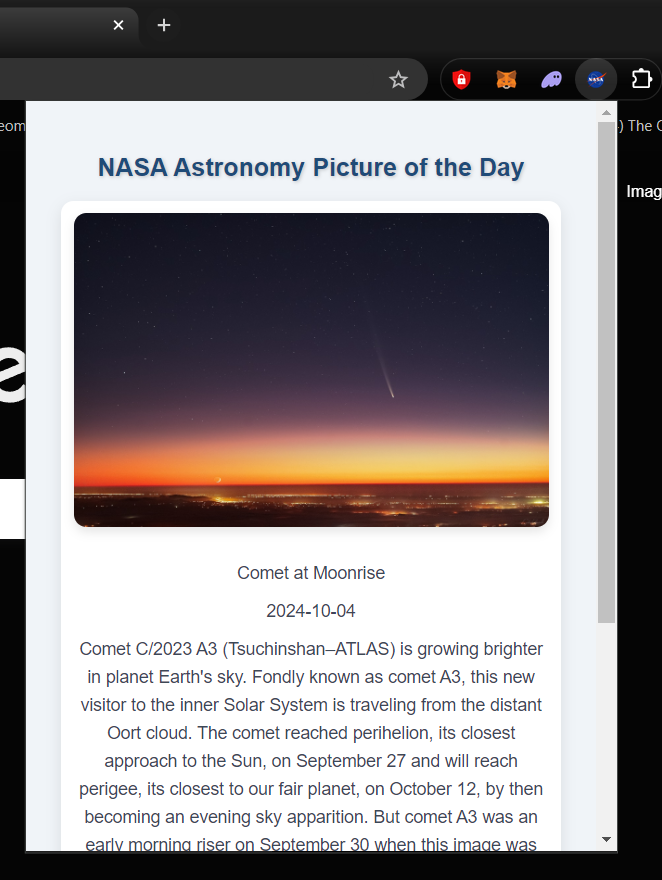 NASA
eom
) The C
Imag
e
NASA Astronomy Picture of the Day
Comet at Moonrise
2024-10-04
Comet C/2023 A3 (Tsuchinshan–ATLAS) is growing brighter
in planet Earth's sky. Fondly known as comet A3, this new
visitor to the inner Solar System is traveling from the distant
Oort cloud. The comet reached perihelion, its closest
approach to the Sun, on September 27 and will reach
perigee, its closest to our fair planet, on October 12, by then
becoming an evening sky apparition. But comet A3 was an
early morning riser on September 30 when this image was